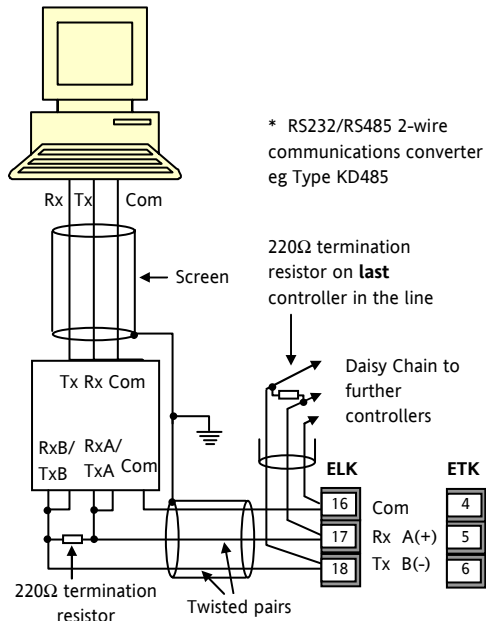 * RS232/RS485 2-wire
communications converter
eg Type KD485
Rx Tx Com
Screen
220Ω termination
resistor on last
controller in the line
Tx Rx Com
Daisy Chain to
further
controllers
RxB/ RxA/
TxB TxA Com
ELK ETK
16 Com 4
17 Rx A(+) 5
18 Tx B(-) 6
220Ω termination
resistor
Twisted pairs